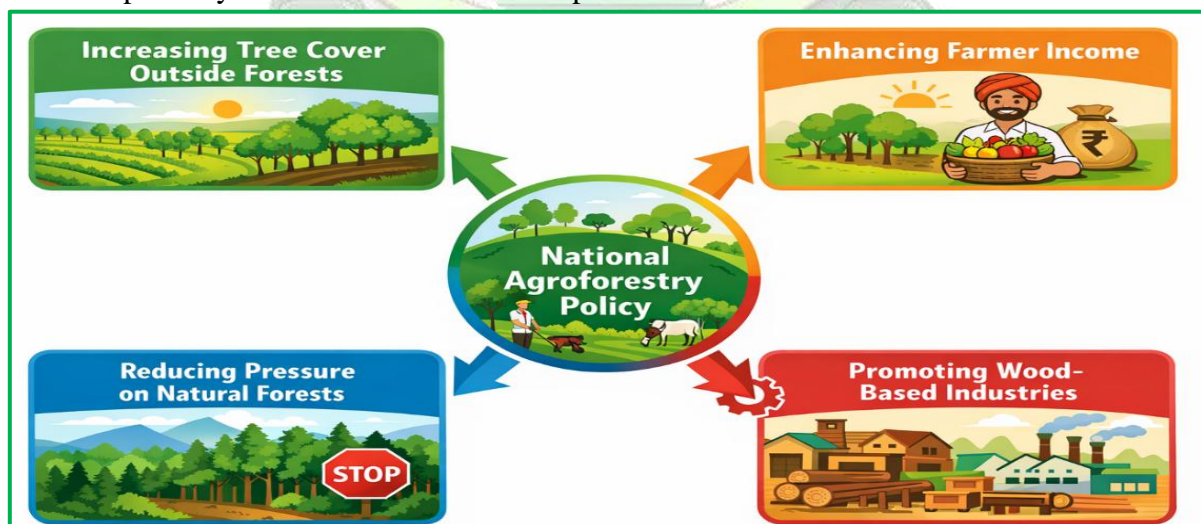 Increasing Tree Cover
Outside Forests
Enhancing Farmer Income
₹
National
Agroforestry
Policy
Reducing Pressure
on Natural Forests
STOP
Promoting Wood-
Based Industries